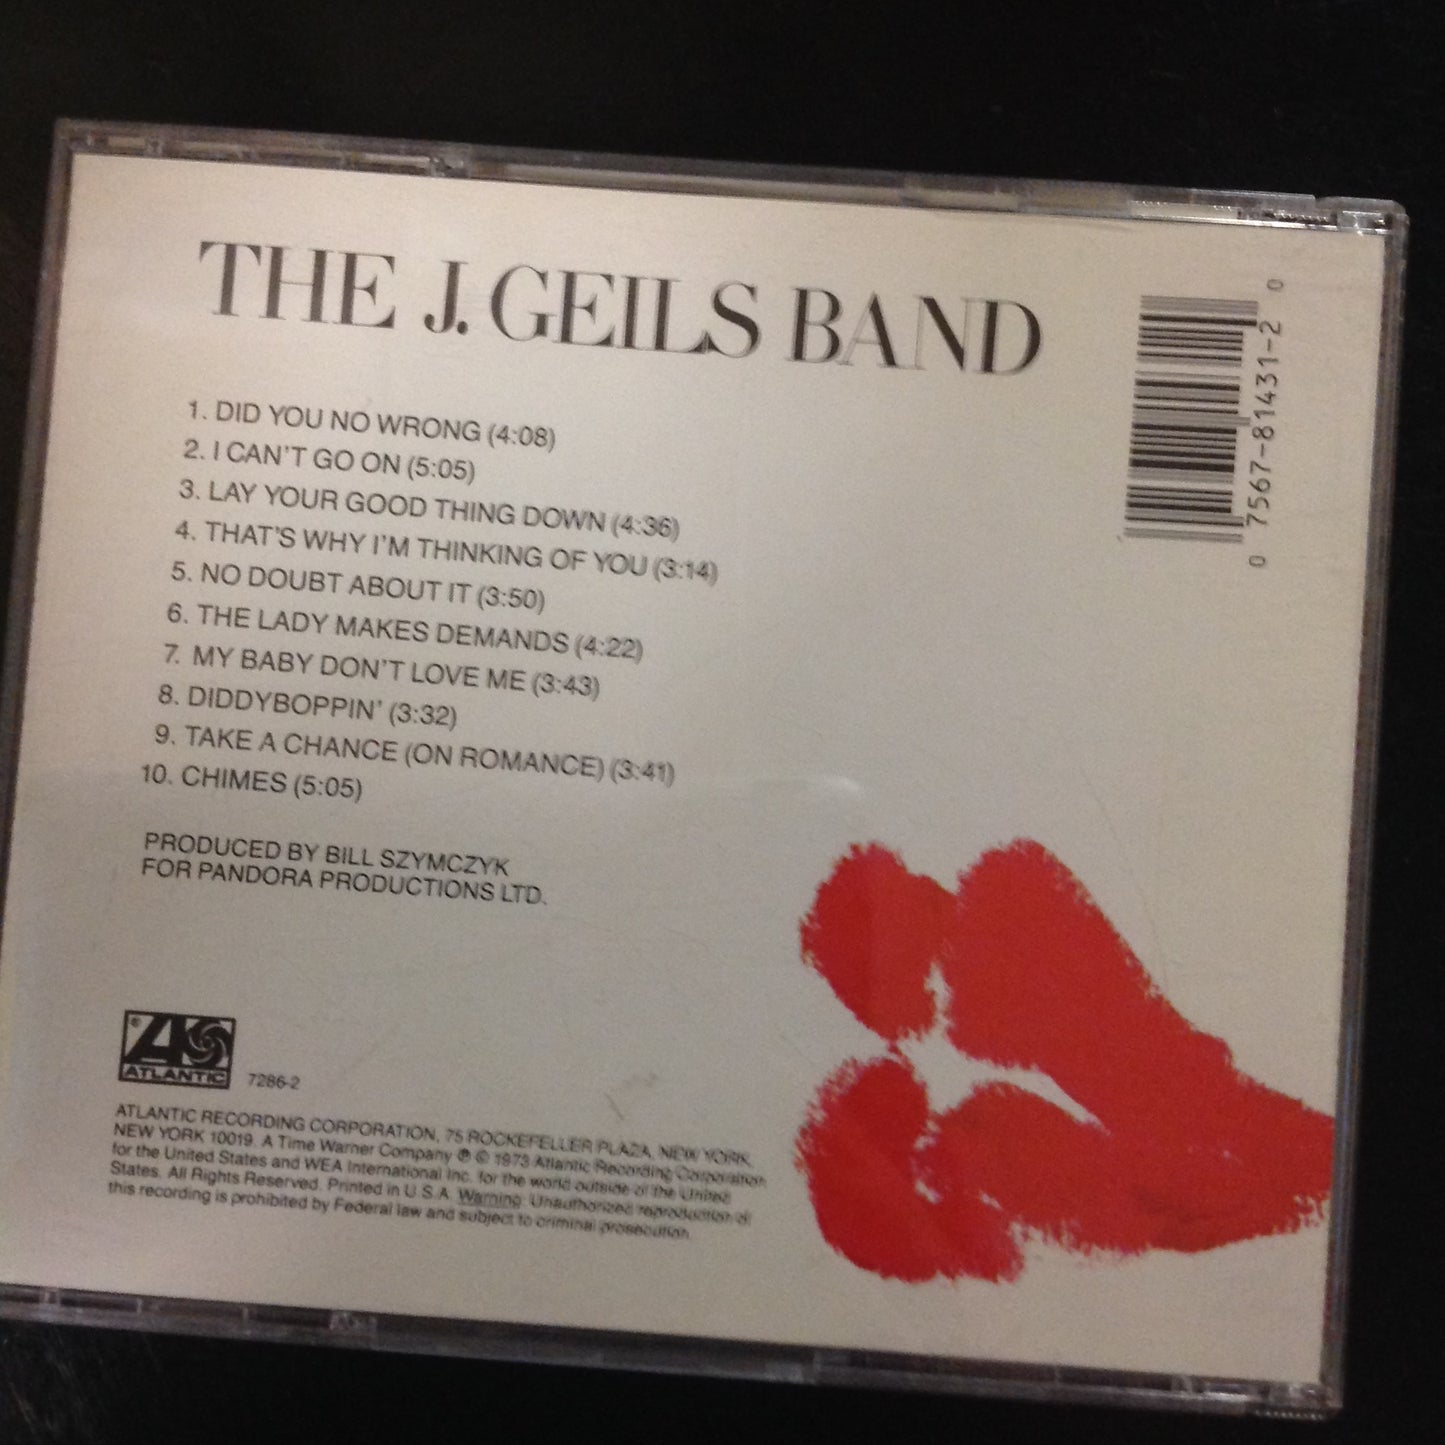 THE J. GEILS BAND
1. DID YOU NO WRONG (4:08)
2. I CAN'T GO ON (5:05)
3. LAY YOUR GOOD THING DOWN (4:36)
4. THAT'S WHY I'M THINKING OF YOU (3:14)
5. NO DOUBT ABOUT IT (3:50)
6. THE LADY MAKES DEMANDS (4:22)
7. MY BABY DON'T LOVE ME (3:43)
8. DIDDYBOPPIN' (3:32)
9. TAKE A CHANCE (ON ROMANCE) (3:41)
10. CHIMES (5:05)
PRODUCED BY BILL SZYMCZYK
FOR PANDORA PRODUCTIONS LTD.
0 7567-81431-2 0
® ATLANTIC
7286-2
ATLANTIC RECORDING CORPORATION, 75 ROCKEFELLER PLAZA, NEW YORK,
NEW YORK 10019. A Time Warner Company ℗ © 1973 Atlantic Recording Corporation
for the United States and WEA International Inc. for the world outside of the United
States. All Rights Reserved. Printed in U.S.A. Warning: Unauthorized reproduction of
this recording is prohibited by Federal law and subject to criminal prosecution.